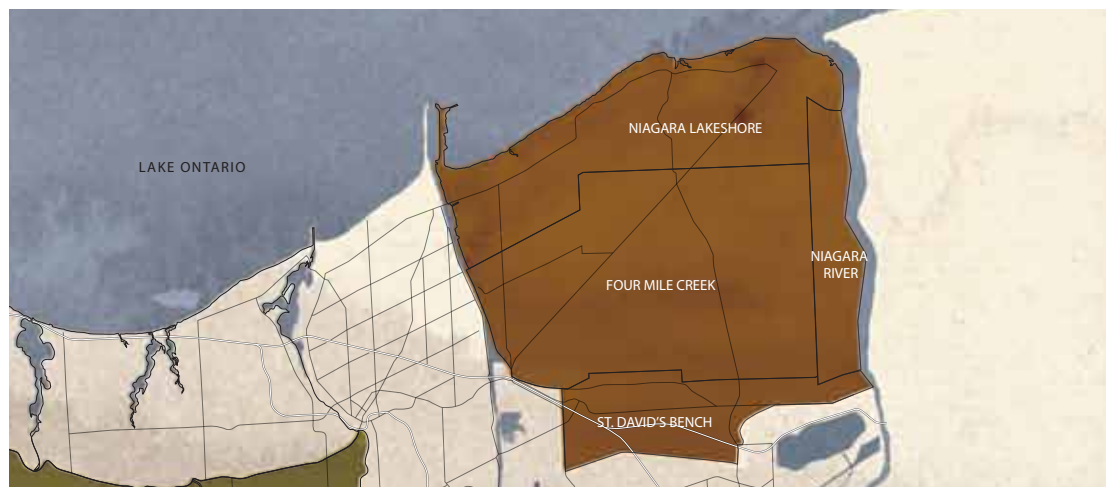 NIAGARA LAKESHORE
LAKE ONTARIO
NIAGARA
RIVER
FOUR MILE CREEK
ST. DAVID'S BENCH